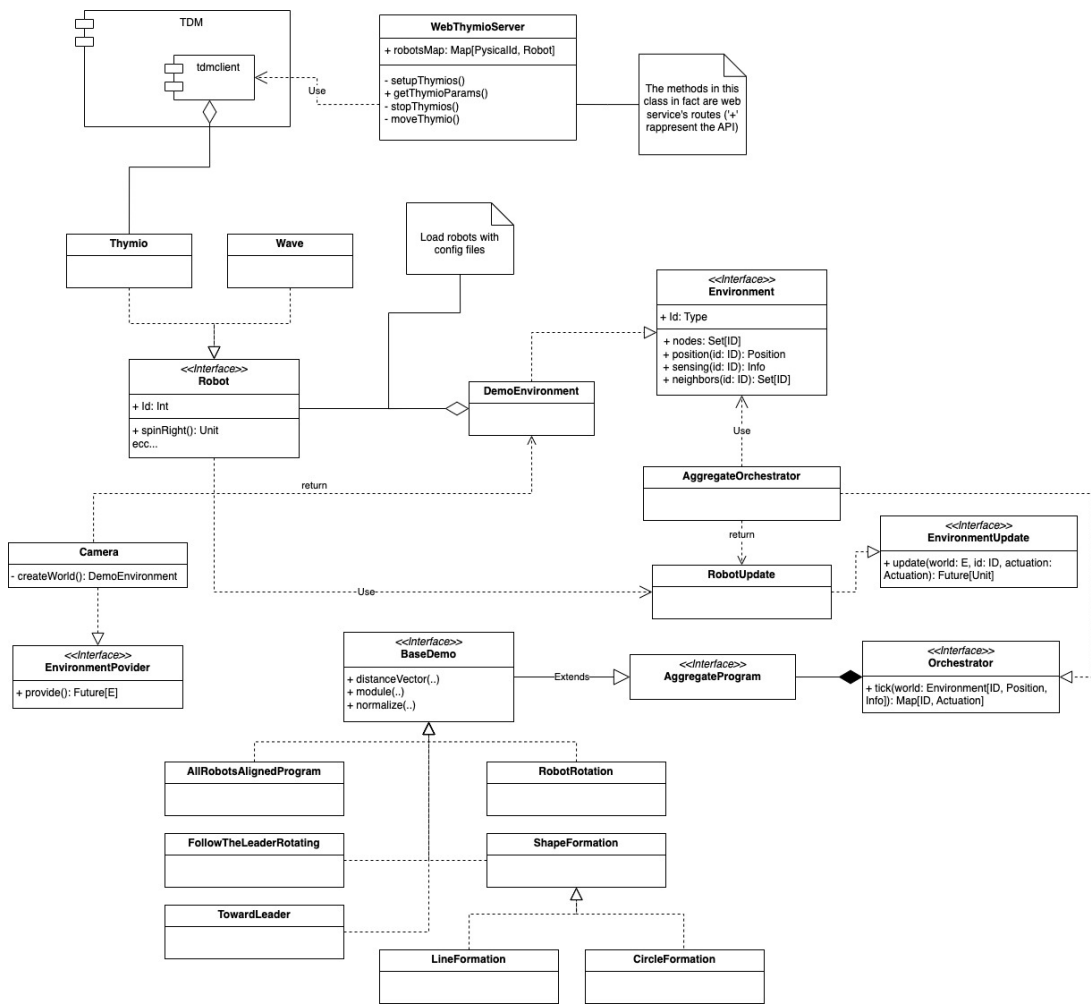 TDM
tdmclient
Use
WebThymioServer
+ robotsMap: Map[PysicalId, Robot]
- setupThymios()
+ getThymioParams()
- stopThymios()
- moveThymio()
The methods in this
class in fact are web
service's routes ('+'
rappresent the API)
Thymio
Wave
Load robots with
config files
<<Interface>>
Environment
+ Id: Type
+ nodes: Set[ID]
+ position(id: ID): Position
+ sensing(id: ID): Info
+ neighbors(id: ID): Set[ID]
<<Interface>>
Robot
+ Id: Int
+ spinRight(): Unit
ecc...
DemoEnvironment
Use
AggregateOrchestrator
return
return
<<Interface>>
EnvironmentUpdate
+ update(world: E, id: ID, actuation:
Actuation): Future[Unit]
Camera
- createWorld(): DemoEnvironment
RobotUpdate
Use
<<Interface>>
EnvironmentPovider
+ provide(): Future[E]
<<Interface>>
BaseDemo
+ distanceVector(..)
+ module(..)
+ normalize(..)
Extends
<<Interface>>
AggregateProgram
<<Interface>>
Orchestrator
+ tick(world: Environment[ID, Position,
Info]): Map[ID, Actuation]
AllRobotsAlignedProgram
RobotRotation
FollowTheLeaderRotating
ShapeFormation
TowardLeader
LineFormation
CircleFormation